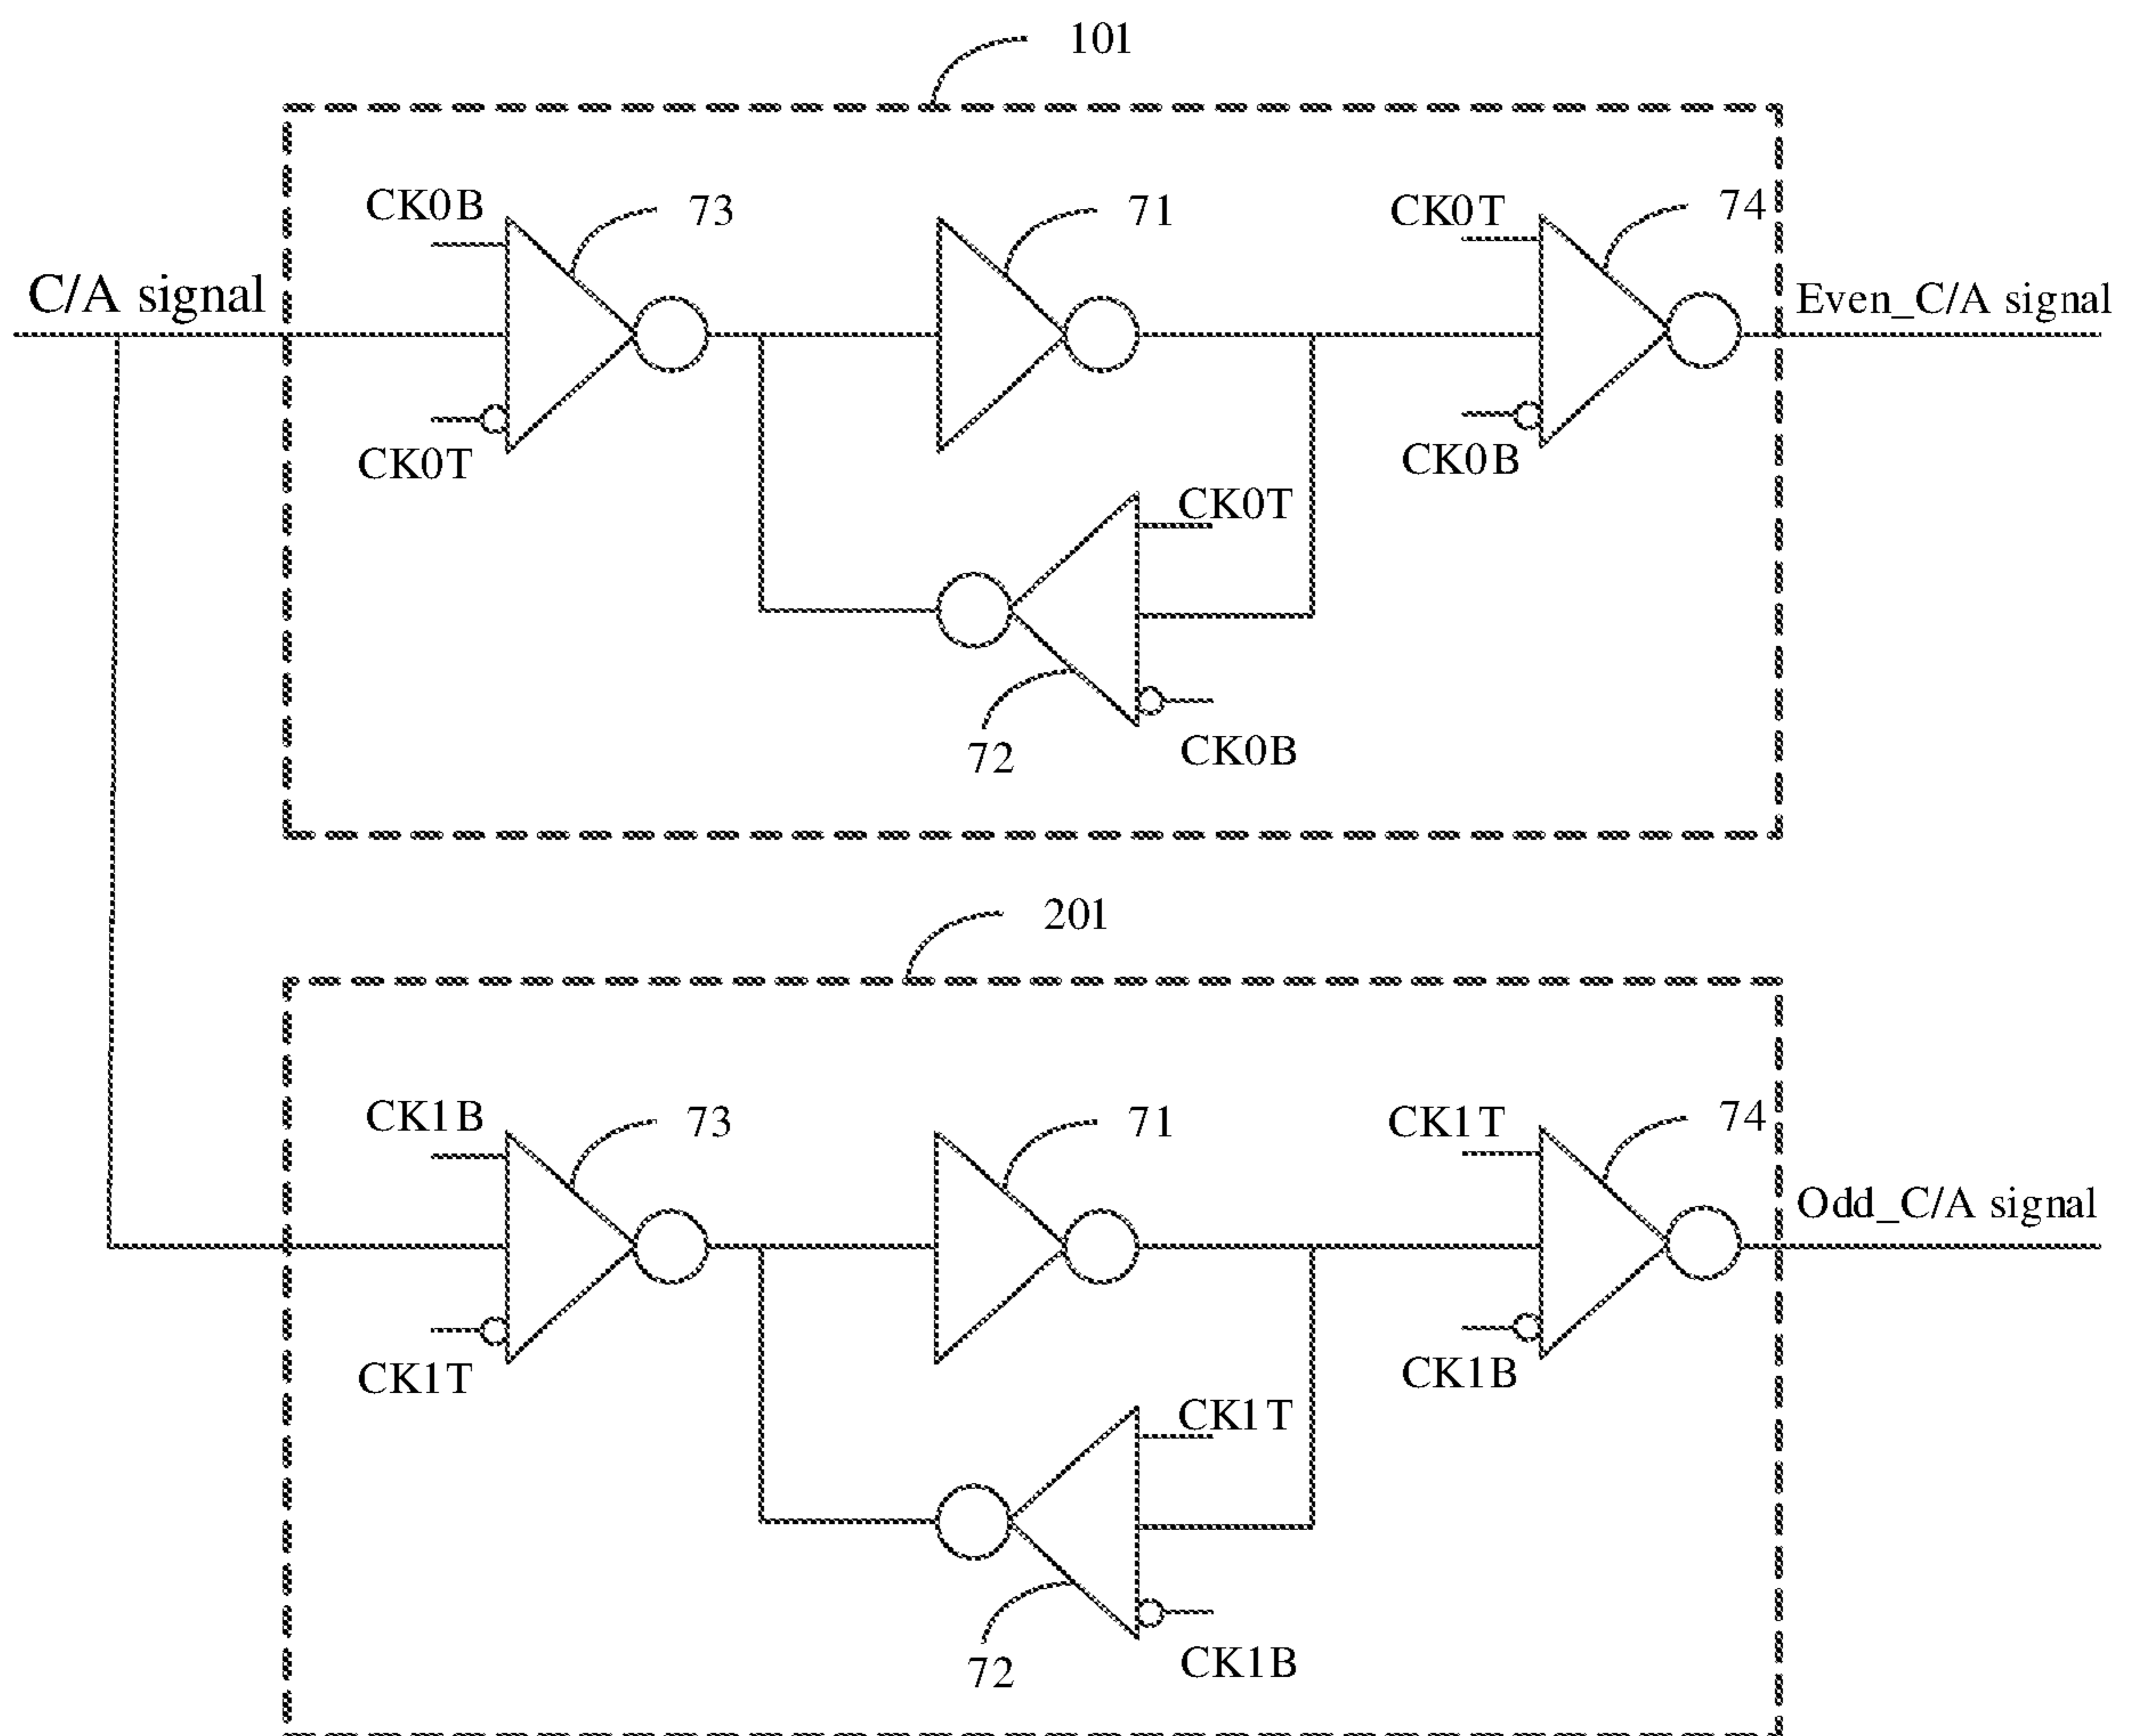 101
CK0B
73
71
CK0T
74
C/A signal
Even_C/A signal
CK0T
CK0B
CK0T
72
CK0B
201
CK1B
73
71
CK1T
74
Odd_C/A signal
CK1T
CK1B
CK1T
72
CK1B